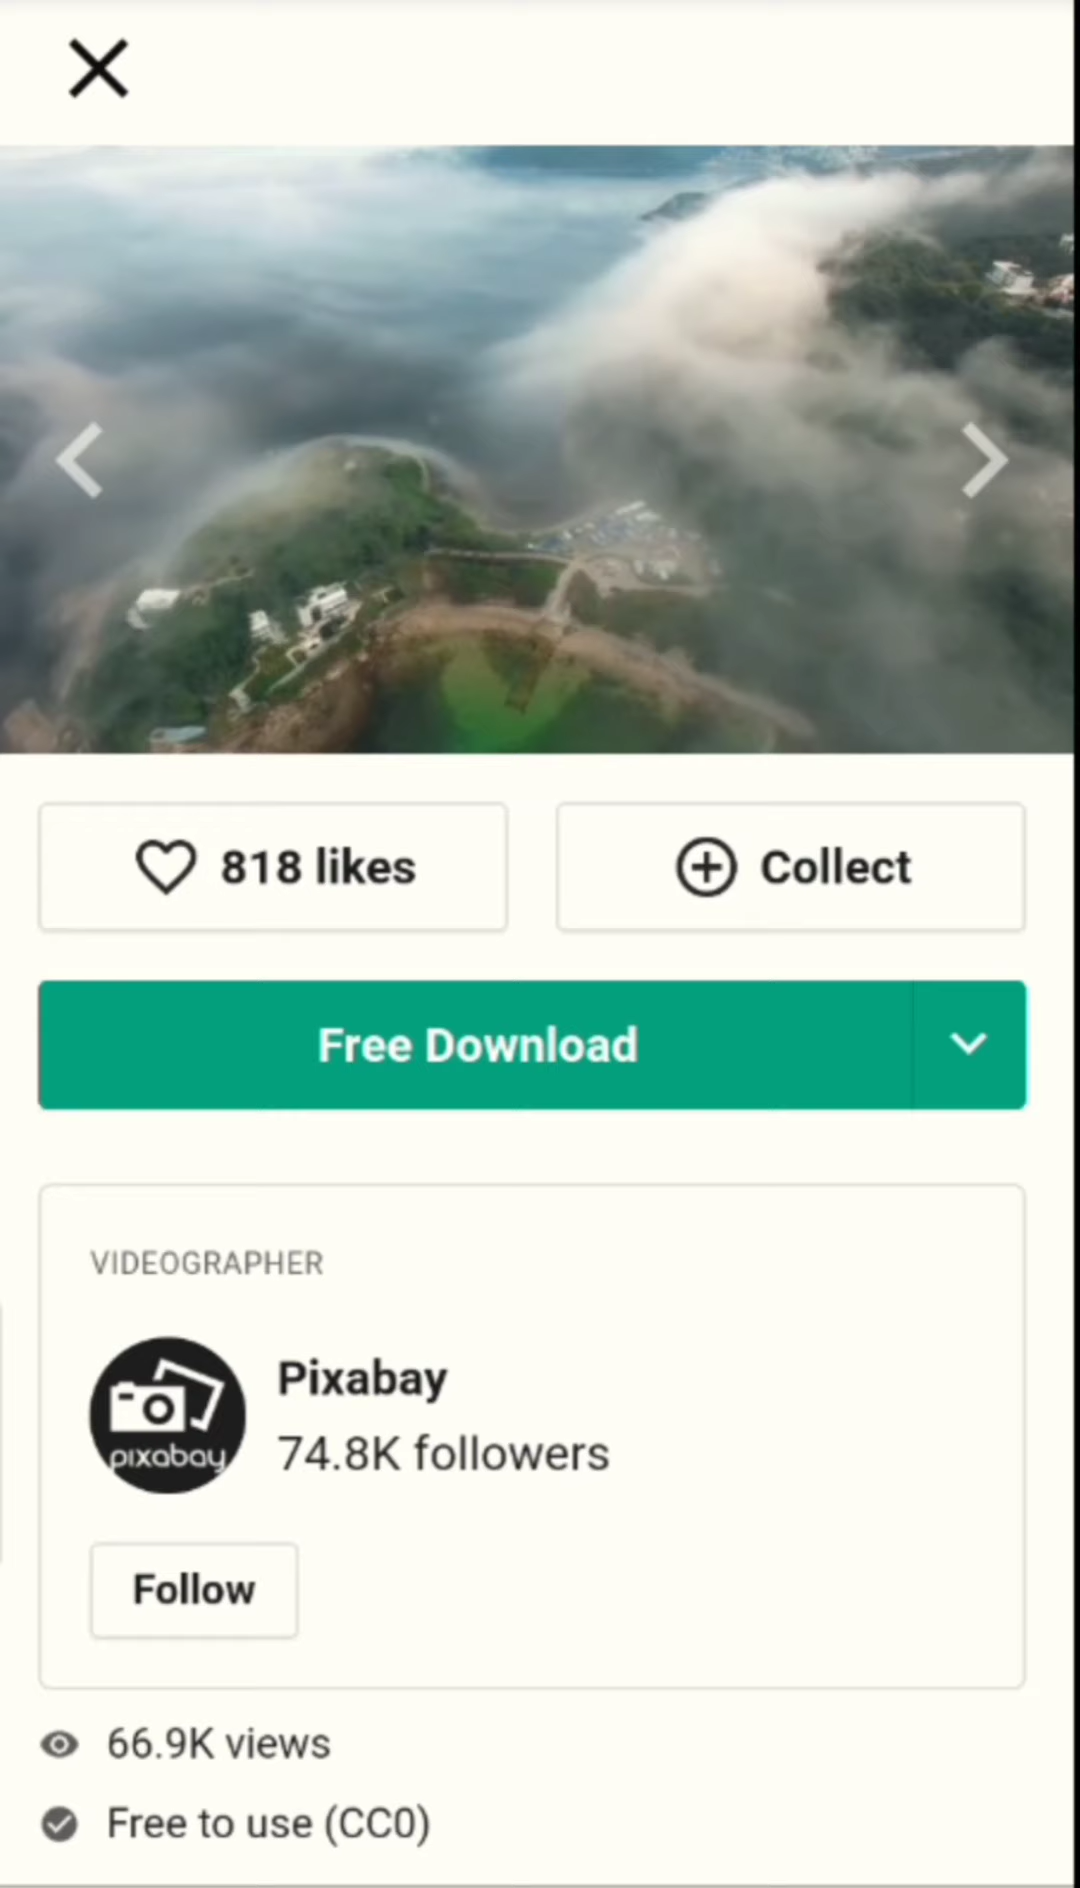 818 likes
Collect
Free Download
VIDEOGRAPHER
pixabay
Pixabay
74.8K followers
Follow
66.9K views
Free to use (CC0)